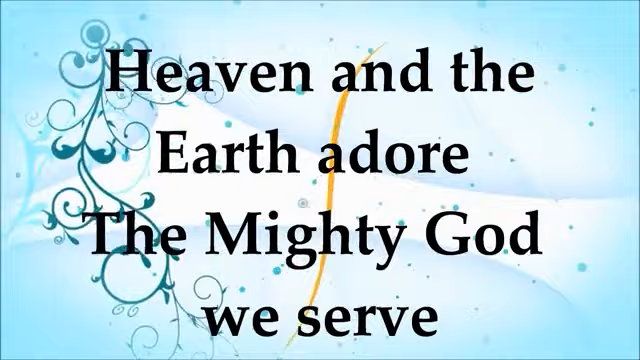 Heaven and the
Earth adore
The Mighty God
we serve